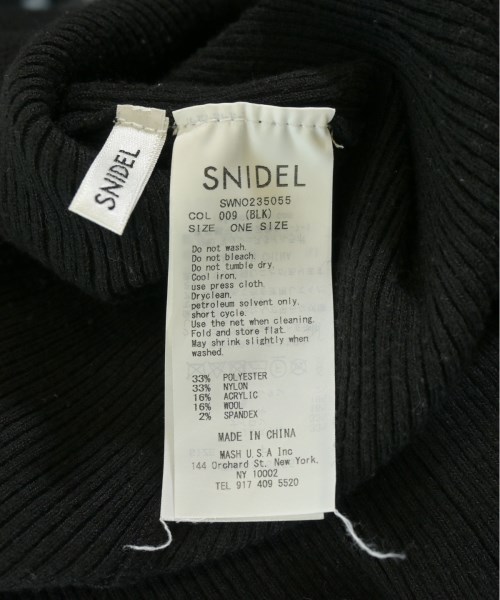 SNIDEL
SNIDEL
SWNO235055
COL 009 (BLK)
SIZE ONE SIZE
Do not wash.
Do not bleach.
Do not tumble dry.
Cool iron,
use press cloth.
Dryclean.
petroleum solvent only.
short cycle.
Use the net when cleaning.
Fold and store flat.
May shrink slightly when
washed.
33% POLYESTER
33% NYLON
16% ACRYLIC
16% WOOL
2% SPANDEX
MADE IN CHINA
MASH U.S.A Inc
144 Orchard St. New York,
NY 10002
TEL 917 409 5520